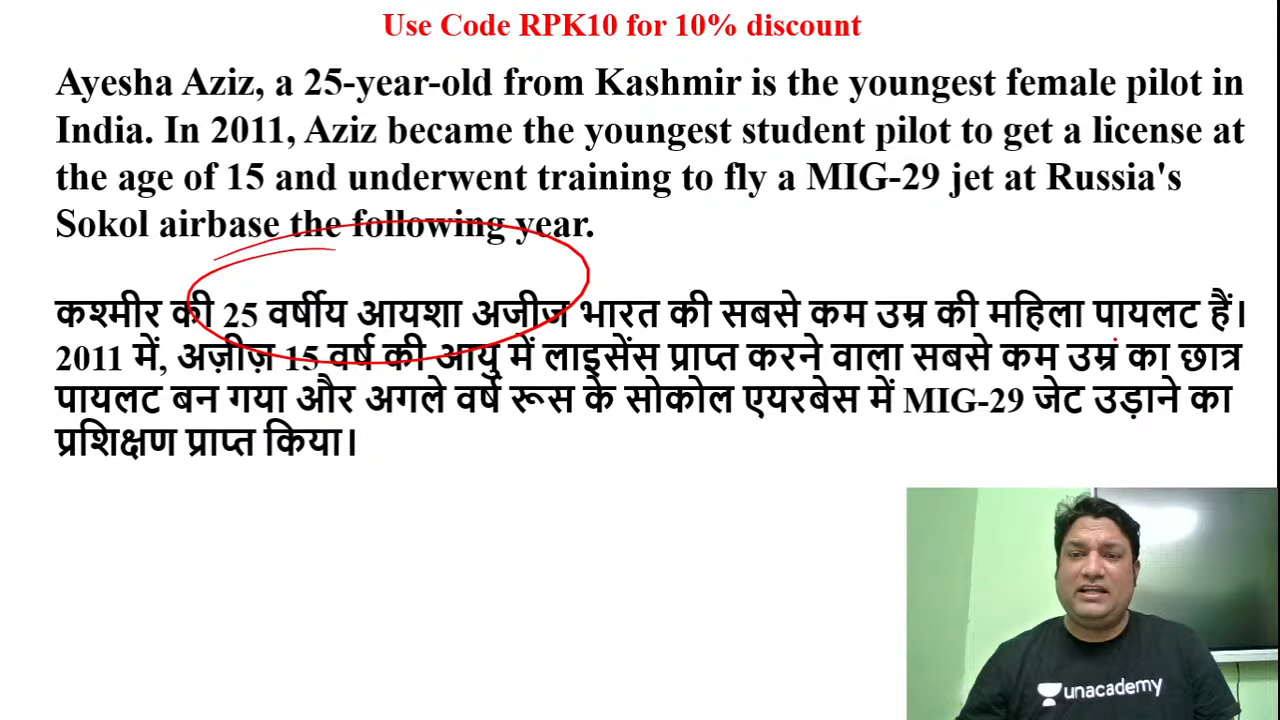 Use Code RPK10 for 10% discount
Ayesha Aziz, a 25-year-old from Kashmir is the youngest female pilot in
India. In 2011, Aziz became the youngest student pilot to get a license at
the age of 15 and underwent training to fly a MIG-29 jet at Russia's
Sokol airbase the following year.
कश्मीर की 25 वर्षीय आयशा अजीज भारत की सबसे कम उम्र की महिला पायलट हैं।
2011 में, अज़ीज़ 15 वर्ष की आयु में लाइसेंस प्राप्त करने वाला सबसे कम उम्र का छात्र
पायलट बन गया और अगले वर्ष रूस के सोकोल एयरबेस में MIG-29 जेट उड़ाने का
प्रशिक्षण प्राप्त किया।
unacademy